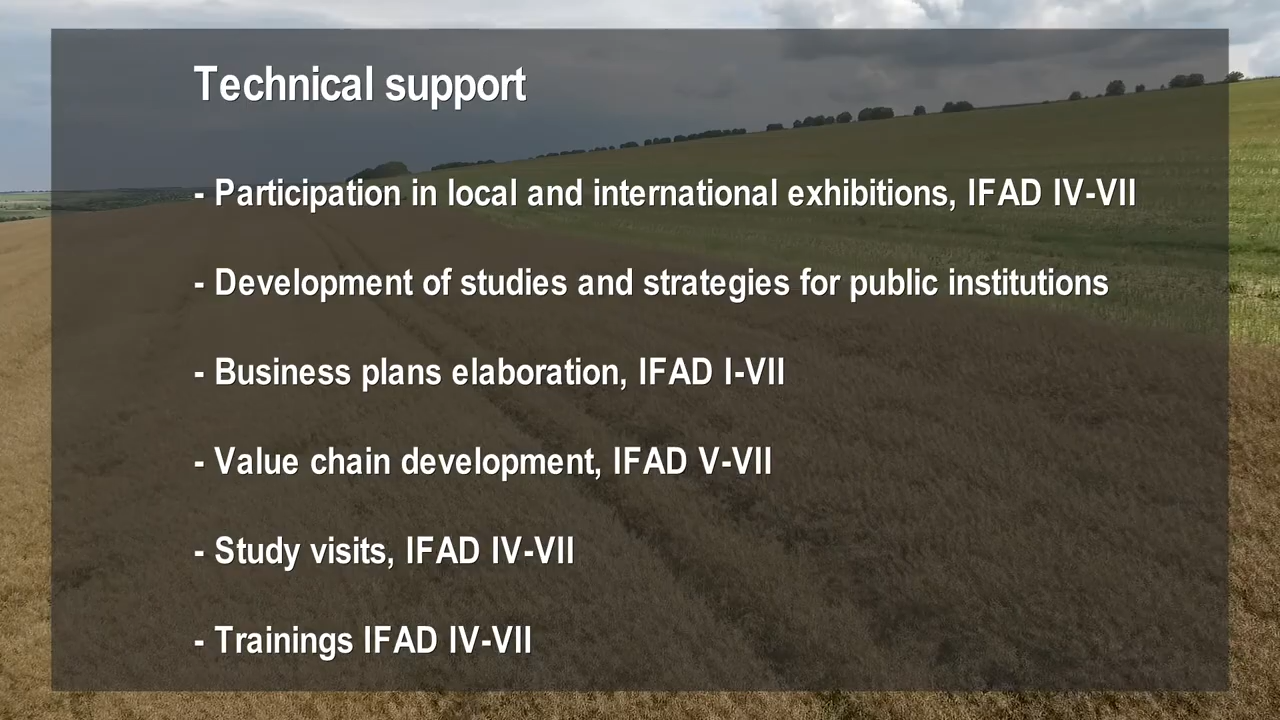 Technical support
- Participation in local and international exhibitions, IFAD IV-VII
- Development of studies and strategies for public institutions
- Business plans elaboration, IFAD I-VII
- Value chain development, IFAD V-VII
- Study visits, IFAD IV-VII
- Trainings IFAD IV-VII